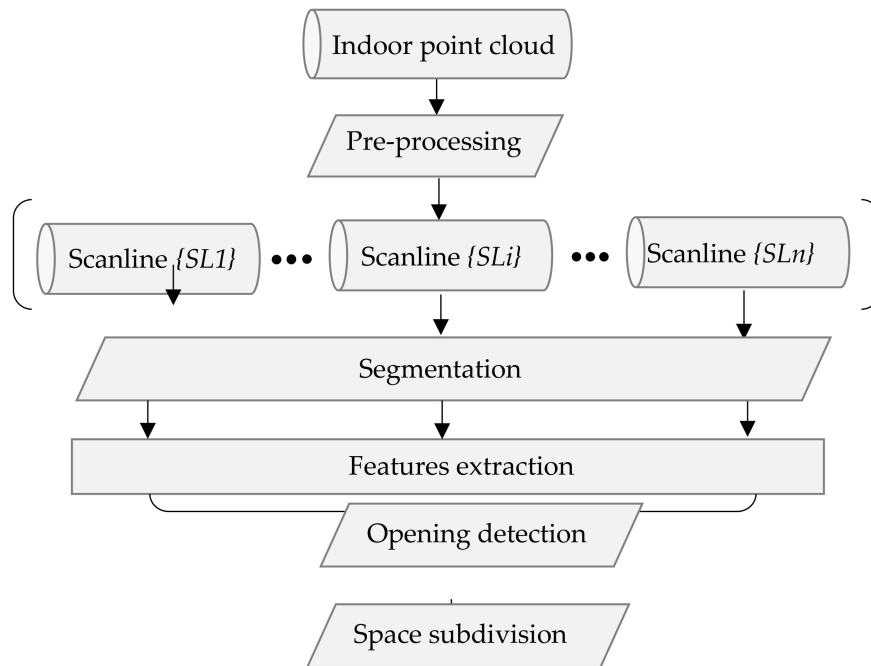 Indoor point cloud
Pre-processing
Scanline {SL1} ••• Scanline {SLi} ••• Scanline {SLn}
Segmentation
Features extraction
Opening detection
Space subdivision